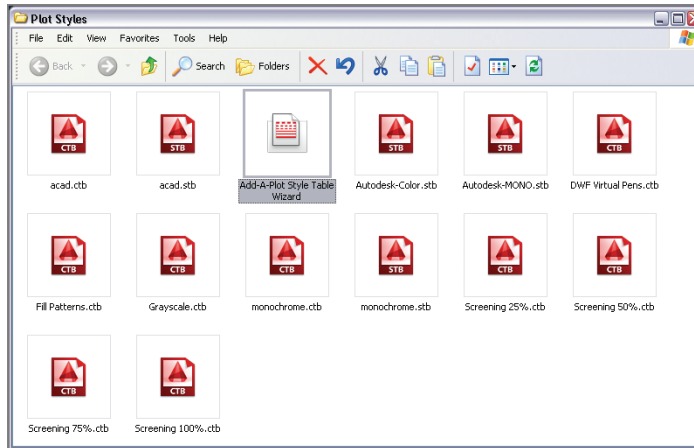 Plot Styles
File Edit View Favorites Tools Help
Back Search Folders
CTB STB STB STB CTB
acad.ctb acad.stb Add-A-Plot Style Table Autodesk-Color.stb Autodesk-MONO.stb DWF Virtual Pens.ctb
Wizard
CTB CTB CTB STB CTB CTB
Fill Patterns.ctb Grayscale.ctb monochrome.ctb monochrome.stb Screening 25%.ctb Screening 50%.ctb
CTB CTB
Screening 75%.ctb Screening 100%.ctb